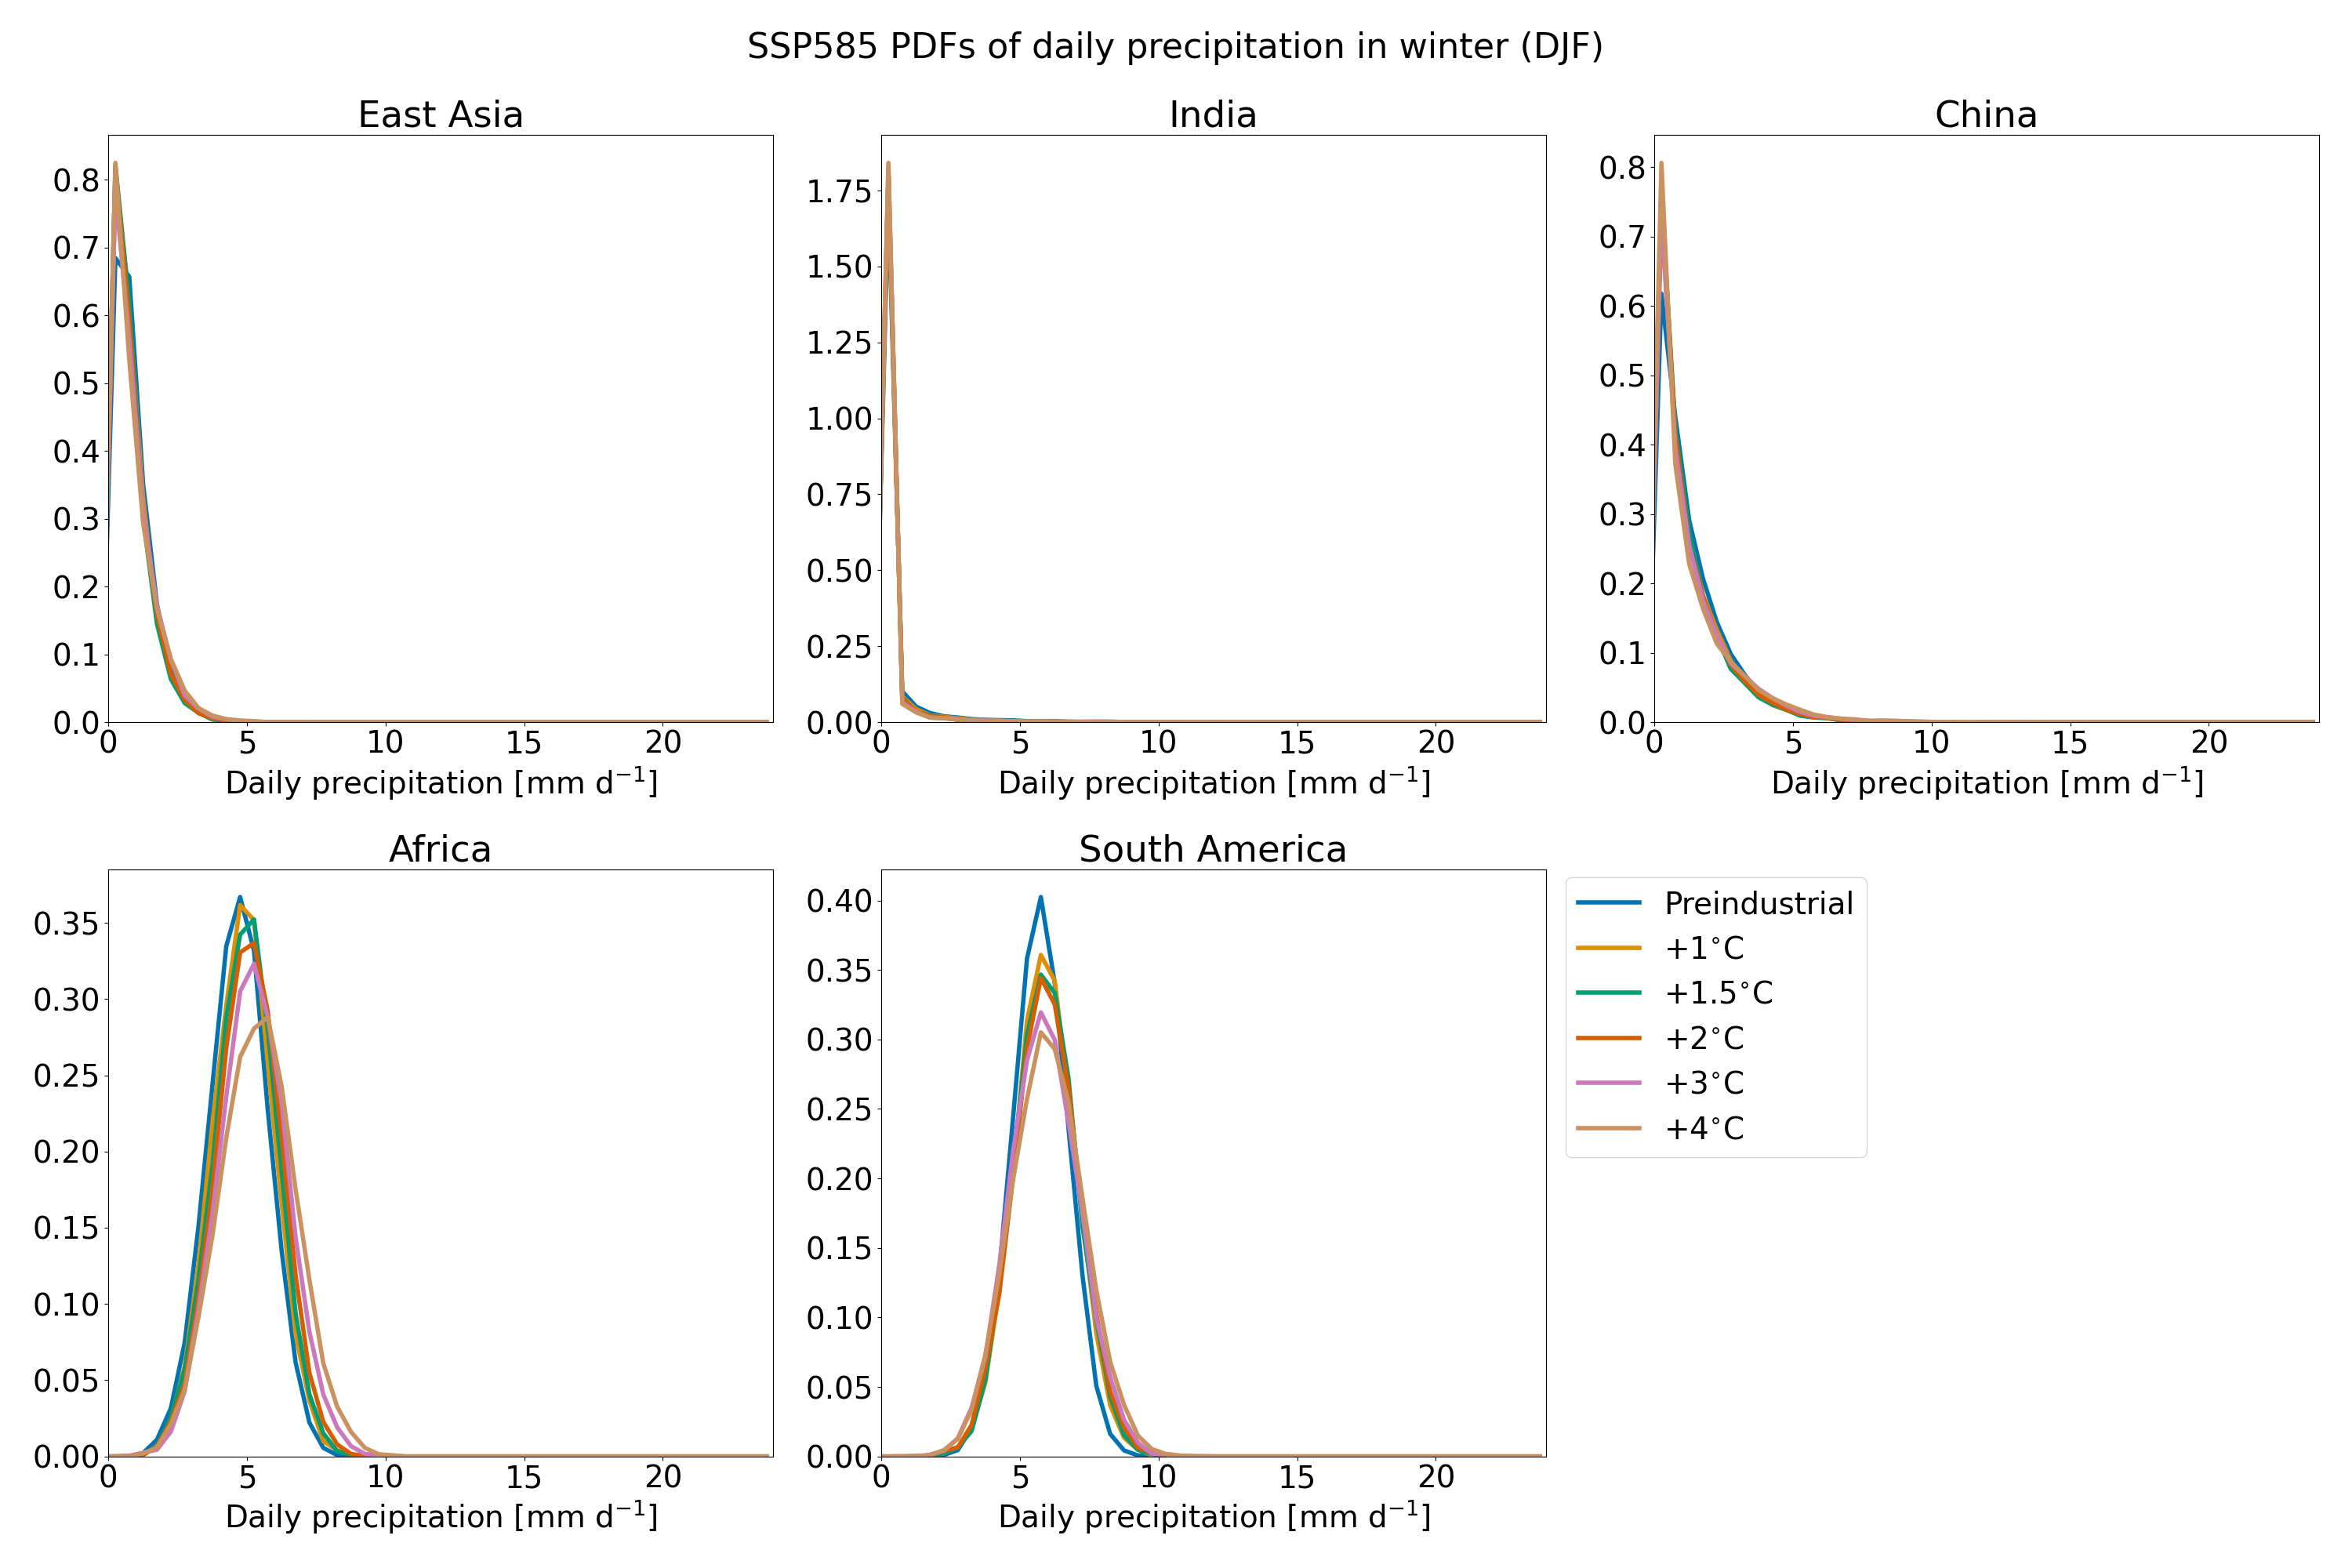 SSP585 PDFs of daily precipitation in winter (DJF)
East Asia
0.8
0.7
0.6
0.5
0.4
0.3
0.2
0.1
0.0
0 5 10 15 20
Daily precipitation [mm d⁻¹]
India
1.75
1.50
1.25
1.00
0.75
0.50
0.25
0.00
0 5 10 15 20
Daily precipitation [mm d⁻¹]
China
0.8
0.7
0.6
0.5
0.4
0.3
0.2
0.1
0.0
0 5 10 15 20
Daily precipitation [mm d⁻¹]
Africa
0.35
0.30
0.25
0.20
0.15
0.10
0.05
0.00
0 5 10 15 20
Daily precipitation [mm d⁻¹]
South America
0.40
0.35
0.30
0.25
0.20
0.15
0.10
0.05
0.00
0 5 10 15 20
Daily precipitation [mm d⁻¹]
Preindustrial
+1°C
+1.5°C
+2°C
+3°C
+4°C